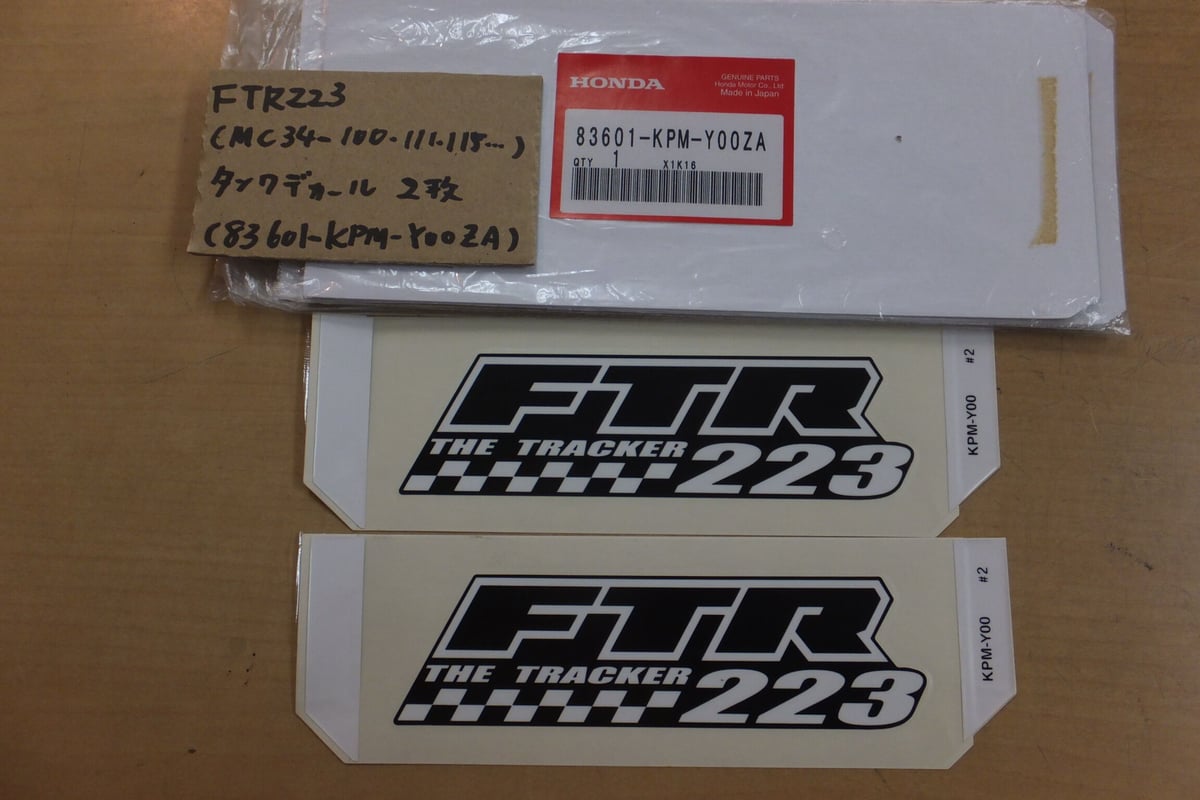 FTR223
(MC34-100・111・115…)
タンクデカール 2枚
(83601-KPM-Y00ZA)
HONDA
GENUINE PARTS
Honda Motor Co., Ltd
Made in Japan
83601-KPM-Y00ZA
QTY 1 X1K16
FTR
THE TRACKER 223
KPM-Y00 #2
FTR
THE TRACKER 223
KPM-Y00 #2